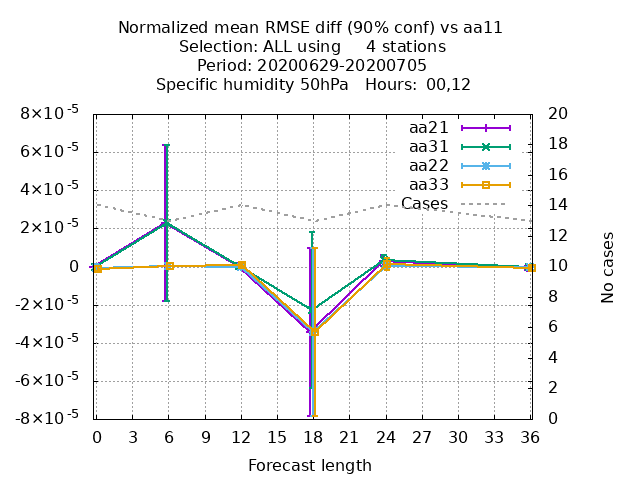 Normalized mean RMSE diff (90% conf) vs aa11
Selection: ALL using     4 stations
Period: 20200629-20200705
Specific humidity 50hPa   Hours: 00,12
8×10⁻⁵
6×10⁻⁵
4×10⁻⁵
2×10⁻⁵
0
-2×10⁻⁵
-4×10⁻⁵
-6×10⁻⁵
-8×10⁻⁵
aa21
aa31
aa22
aa33
Cases
20
18
16
14
12
10
8
6
4
2
0
No cases
0 3 6 9 12 15 18 21 24 27 30 33 36
Forecast length